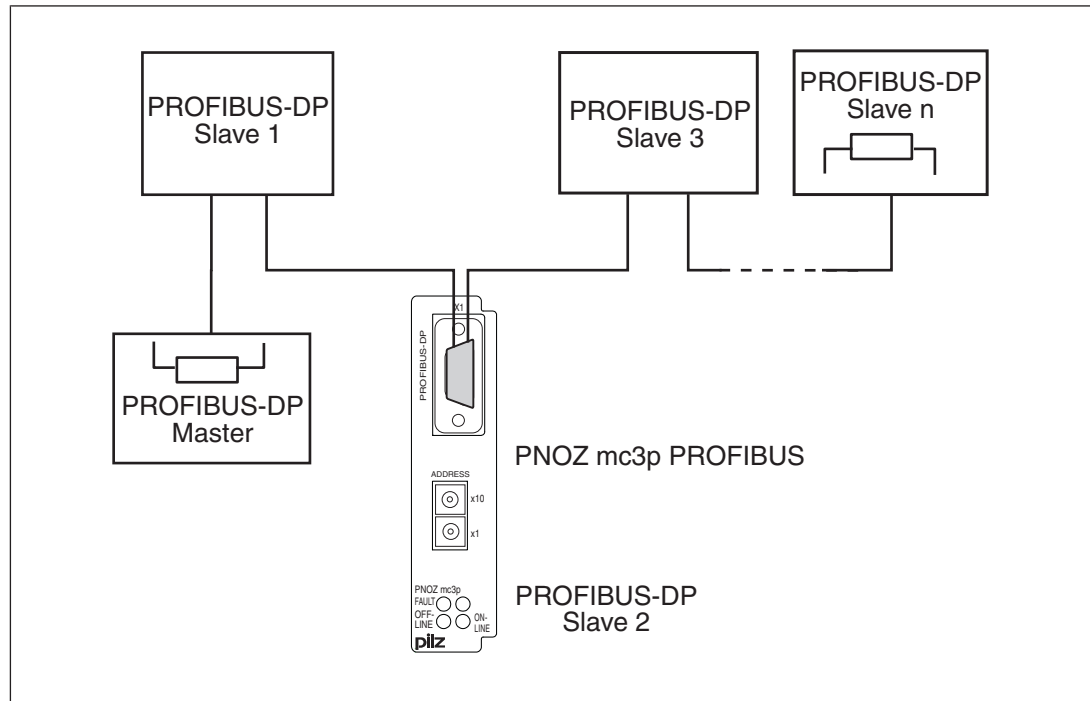 PROFIBUS-DP
Slave 1
PROFIBUS-DP
Slave 3
PROFIBUS-DP
Slave n
PROFIBUS-DP
Master
X1
PROFIBUS-DP
PNOZ mc3p PROFIBUS
ADDRESS
x10
x1
PNOZ mc3p
FAULT
OFF-
LINE
ON-
LINE
pilz
PROFIBUS-DP
Slave 2